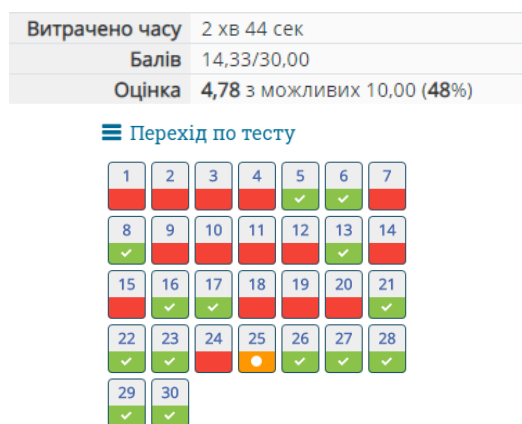 Витрачено часу 2 хв 44 сек
Балів 14,33/30,00
Оцінка 4,78 з можливих 10,00 (48%)
Перехід по тесту
1 2 3 4 5 6 7
8 9 10 11 12 13 14
15 16 17 18 19 20 21
22 23 24 25 26 27 28
29 30